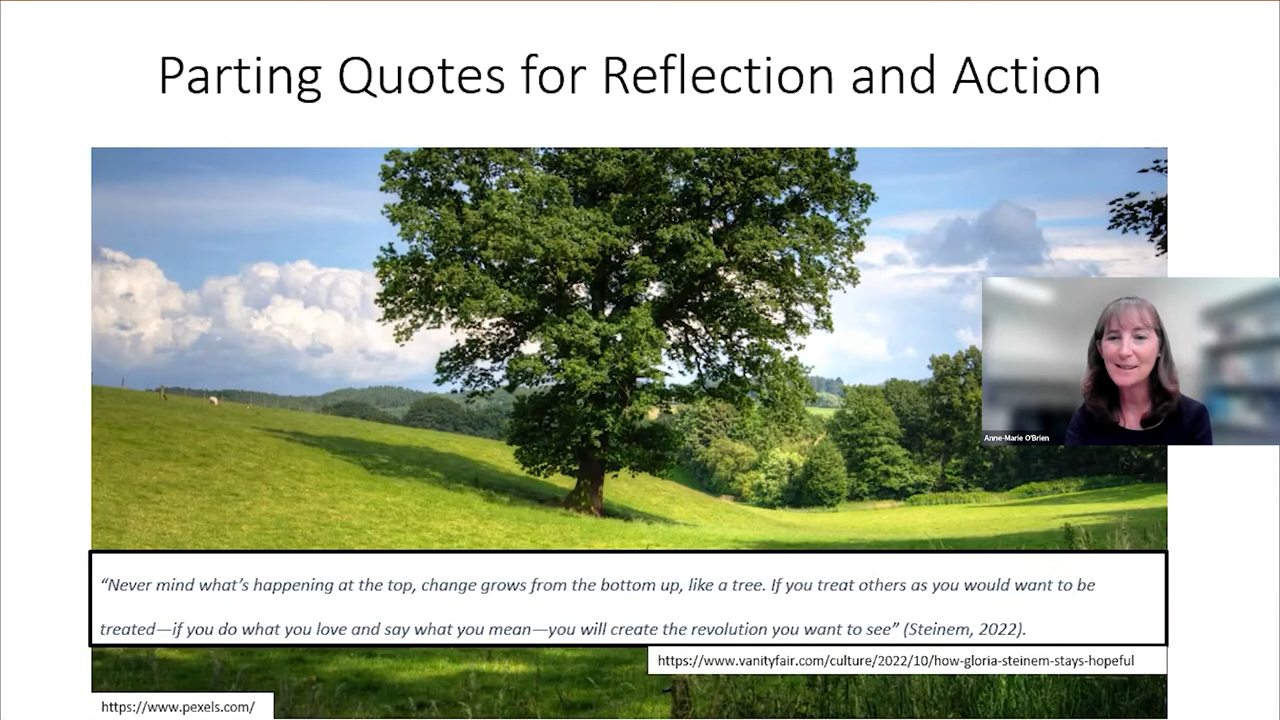 Parting Quotes for Reflection and Action
Anne-Marie O'Brien
“Never mind what’s happening at the top, change grows from the bottom up, like a tree. If you treat others as you would want to be
treated—if you do what you love and say what you mean—you will create the revolution you want to see” (Steinem, 2022).
https://www.vanityfair.com/culture/2022/10/how-gloria-steinem-stays-hopeful
https://www.pexels.com/